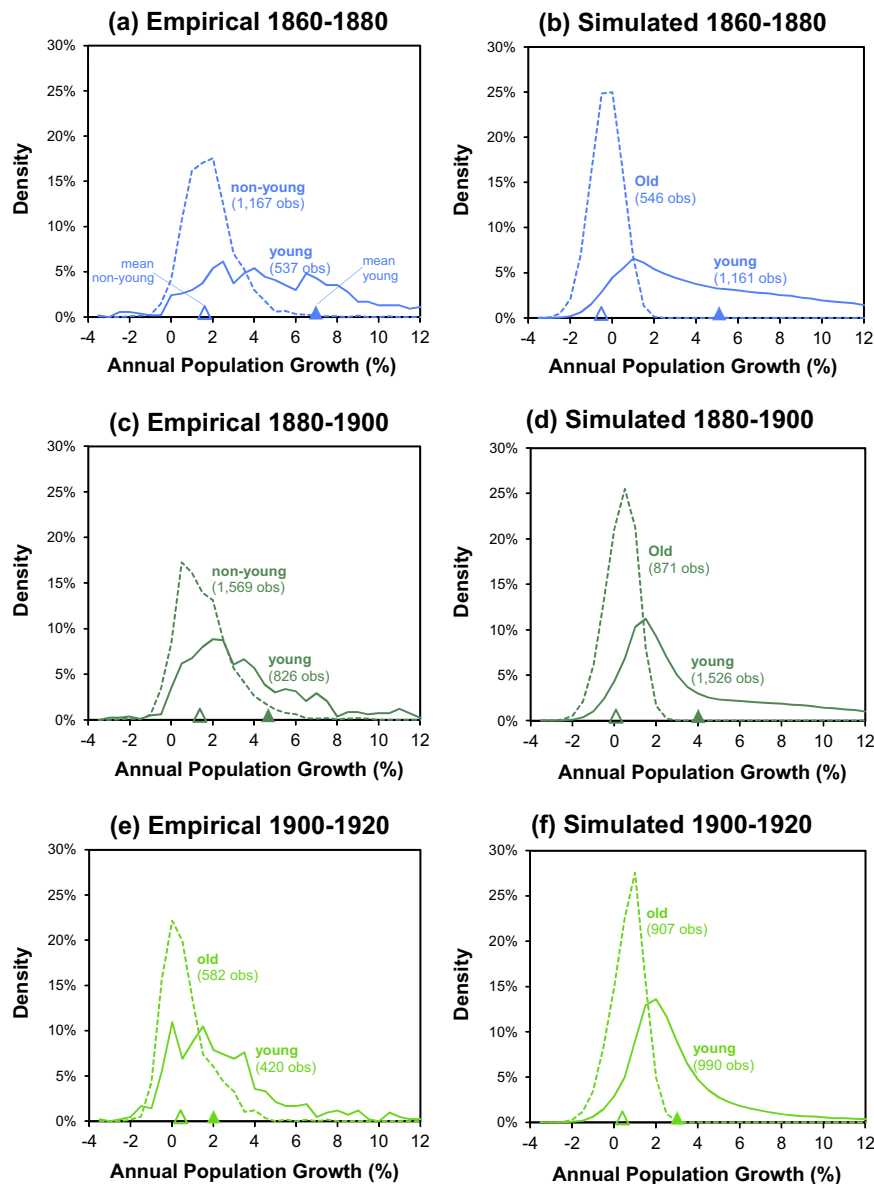 (a) Empirical 1860-1880
30%
25%
20%
15%
10%
5%
0%
Density
non-young
(1,167 obs)
mean
non-young
young
(537 obs)
mean
young
-4 -2 0 2 4 6 8 10 12
Annual Population Growth (%)
(b) Simulated 1860-1880
30%
25%
20%
15%
10%
5%
0%
Density
Old
(546 obs)
young
(1,161 obs)
-4 -2 0 2 4 6 8 10 12
Annual Population Growth (%)
(c) Empirical 1880-1900
30%
25%
20%
15%
10%
5%
0%
Density
non-young
(1,569 obs)
young
(826 obs)
-4 -2 0 2 4 6 8 10 12
Annual Population Growth (%)
(d) Simulated 1880-1900
30%
25%
20%
15%
10%
5%
0%
Density
Old
(871 obs)
young
(1,526 obs)
-4 -2 0 2 4 6 8 10 12
Annual Population Growth (%)
(e) Empirical 1900-1920
30%
25%
20%
15%
10%
5%
0%
Density
old
(582 obs)
young
(420 obs)
-4 -2 0 2 4 6 8 10 12
Annual Population Growth (%)
(f) Simulated 1900-1920
30%
25%
20%
15%
10%
5%
0%
Density
old
(907 obs)
young
(990 obs)
-4 -2 0 2 4 6 8 10 12
Annual Population Growth (%)